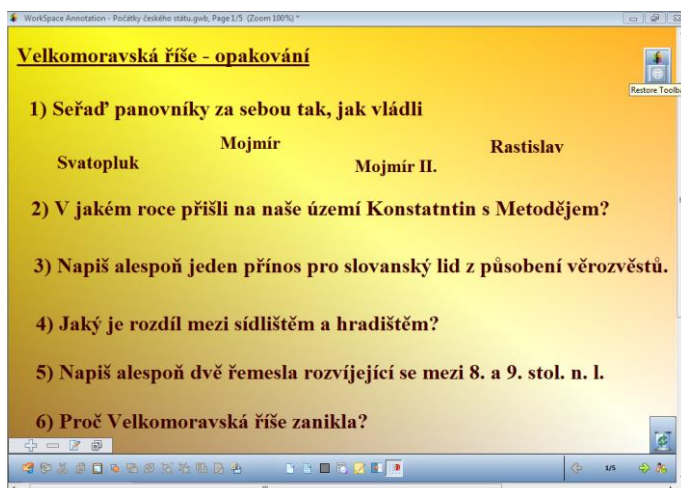 WorkSpace Annotation - Počátky českého státu.gwb, Page 1/5 (Zoom 100%) *
Velkomoravská říše - opakování
Restore Toolba
1) Seřaď panovníky za sebou tak, jak vládli
Svatopluk Mojmír Mojmír II. Rastislav
2) V jakém roce přišli na naše území Konstatntin s Metodějem?
3) Napiš alespoň jeden přínos pro slovanský lid z působení věrozvěstů.
4) Jaký je rozdíl mezi sídlištěm a hradištěm?
5) Napiš alespoň dvě řemesla rozvíjející se mezi 8. a 9. stol. n. l.
6) Proč Velkomoravská říše zanikla?
1/5